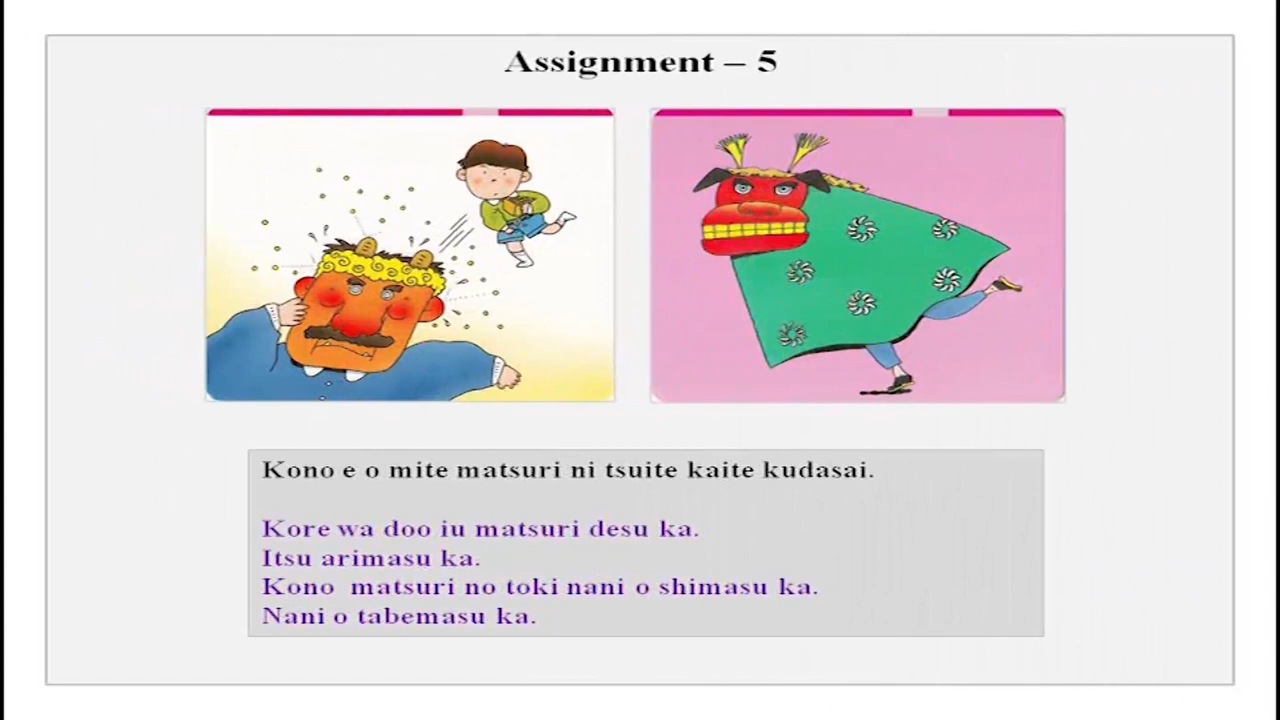 Assignment – 5
Kono e o mite matsuri ni tsuite kaite kudasai.
Kore wa doo iu matsuri desu ka.
Itsu arimasu ka.
Kono matsuri no toki nani o shimasu ka.
Nani o tabemasu ka.